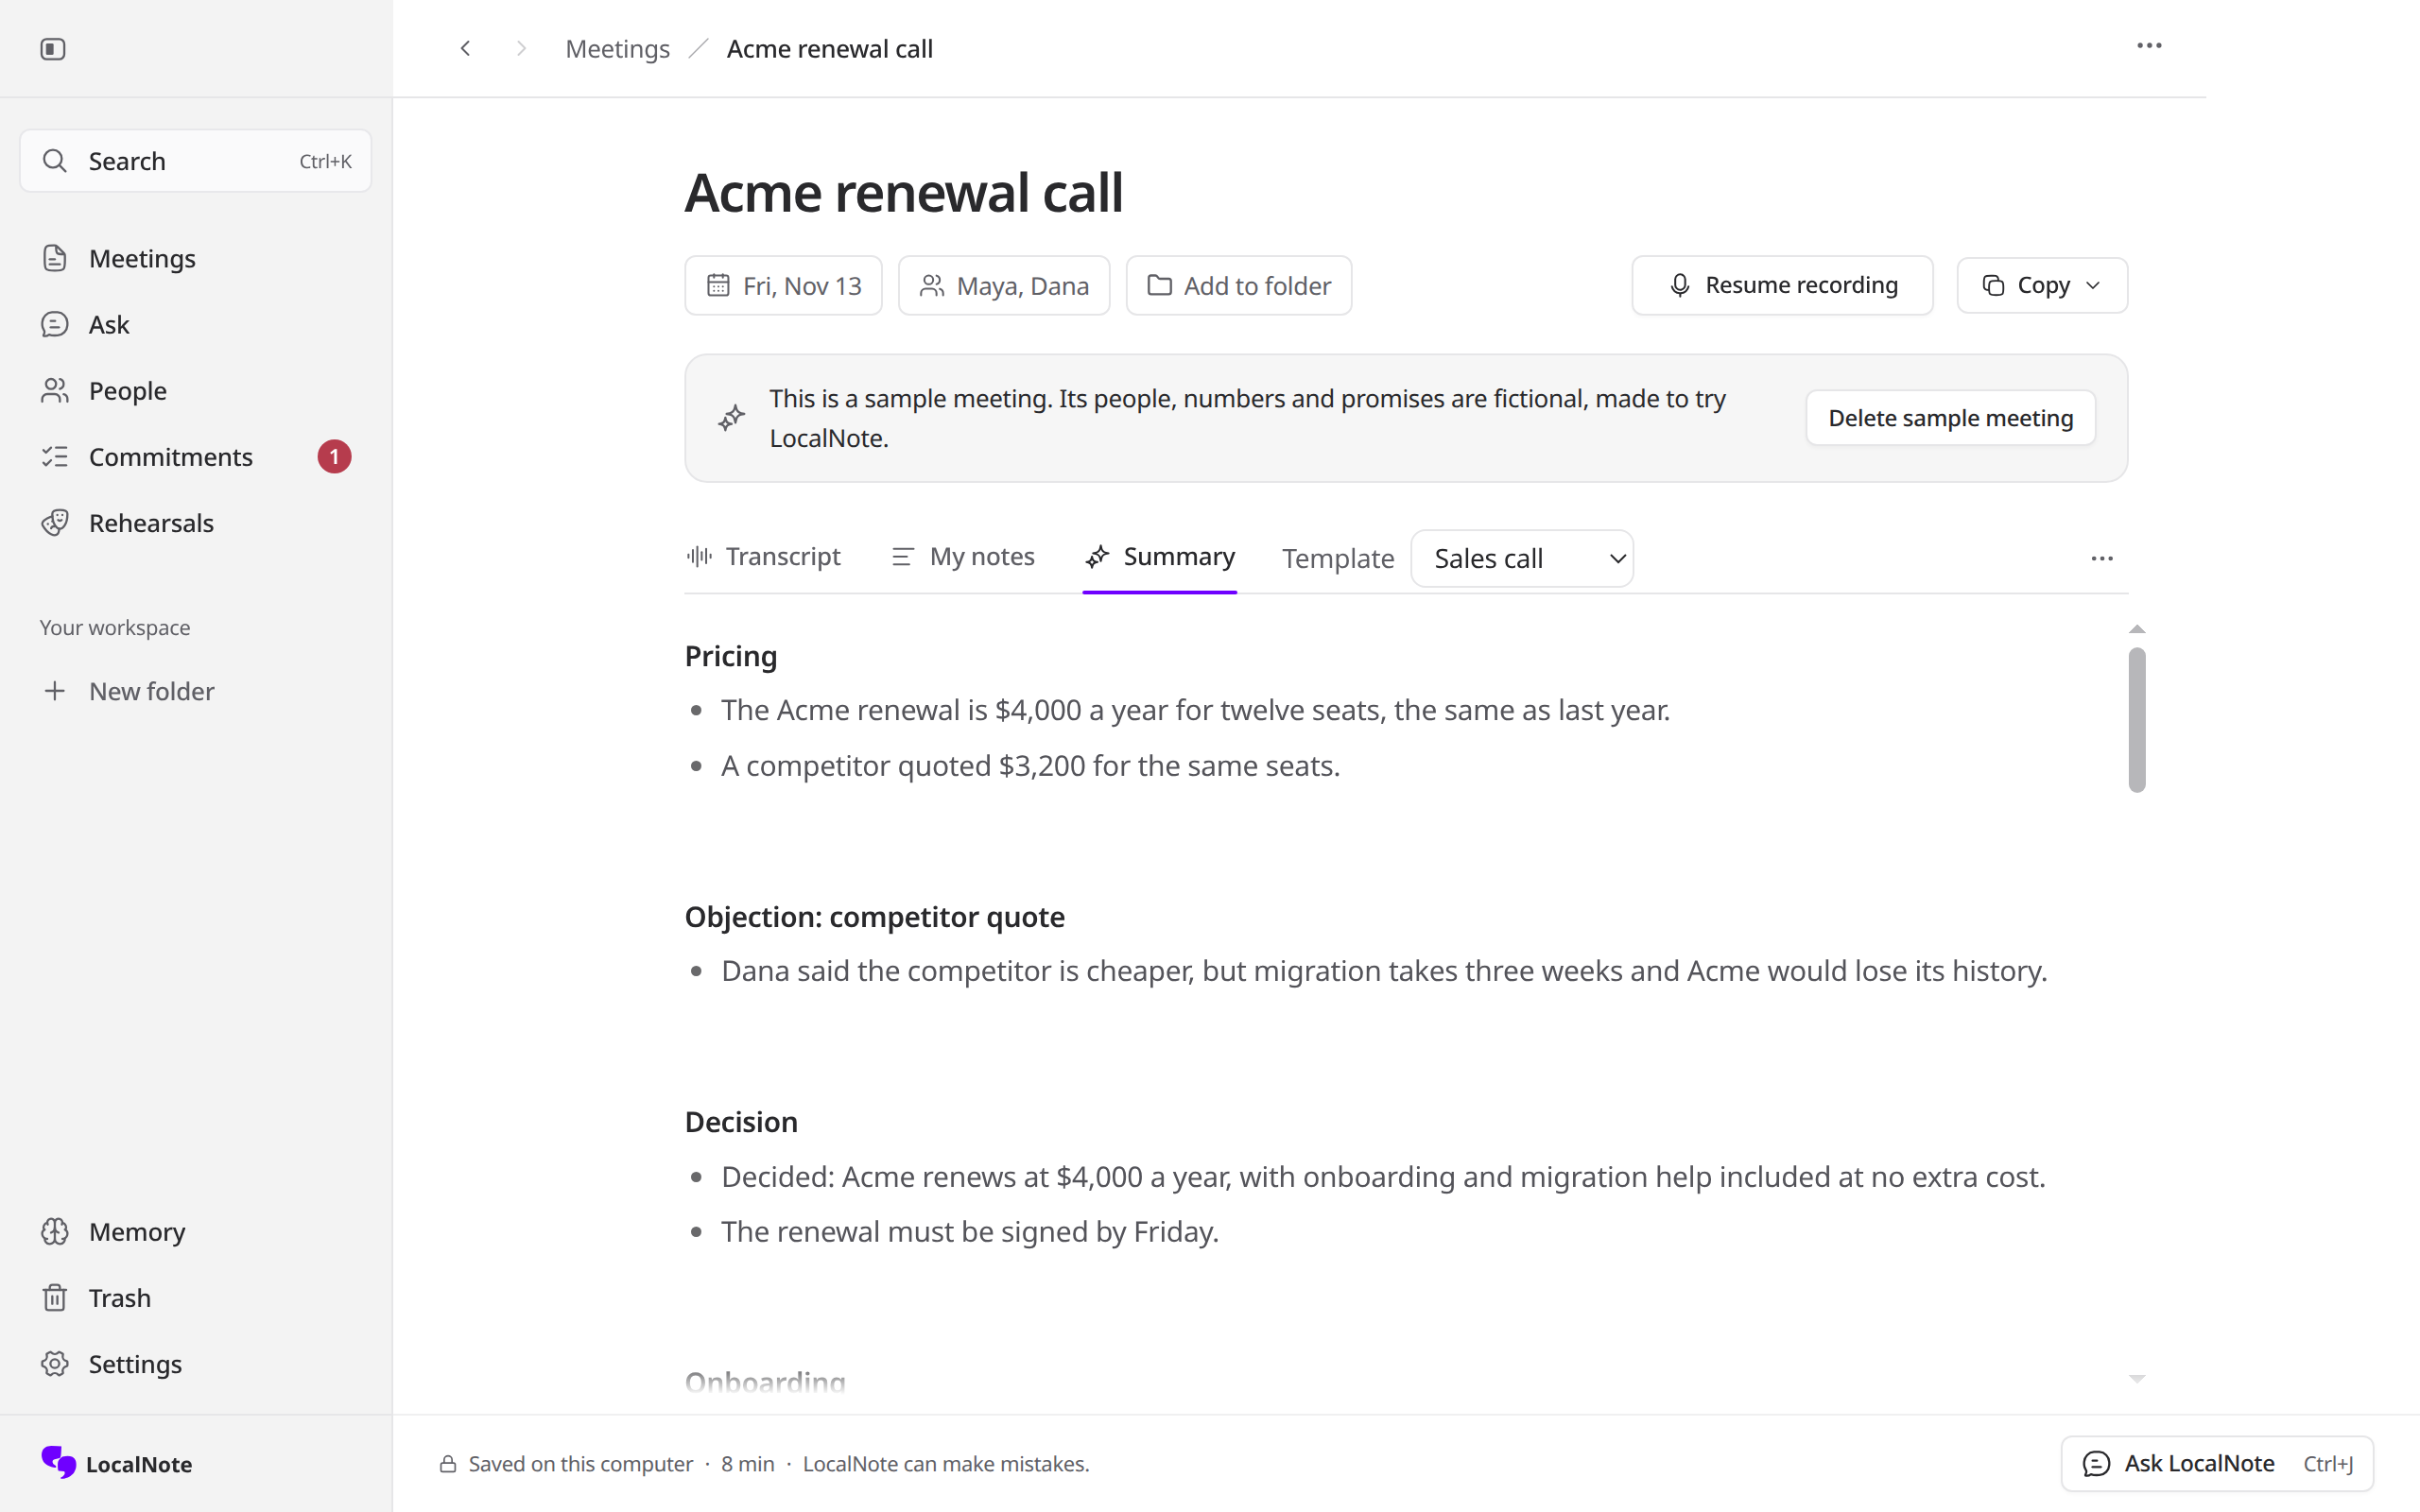 Meetings / Acme renewal call
Search Ctrl+K
Meetings
Ask
People
Commitments 1
Rehearsals
Your workspace
New folder
Memory
Trash
Settings
LocalNote
Acme renewal call
Fri, Nov 13 Maya, Dana Add to folder Resume recording Copy
This is a sample meeting. Its people, numbers and promises are fictional, made to try
LocalNote.
Delete sample meeting
Transcript My notes Summary Template Sales call
Pricing
• The Acme renewal is $4,000 a year for twelve seats, the same as last year.
• A competitor quoted $3,200 for the same seats.
Objection: competitor quote
• Dana said the competitor is cheaper, but migration takes three weeks and Acme would lose its history.
Decision
• Decided: Acme renews at $4,000 a year, with onboarding and migration help included at no extra cost.
• The renewal must be signed by Friday.
Onboarding
Saved on this computer · 8 min · LocalNote can make mistakes.
Ask LocalNote Ctrl+J